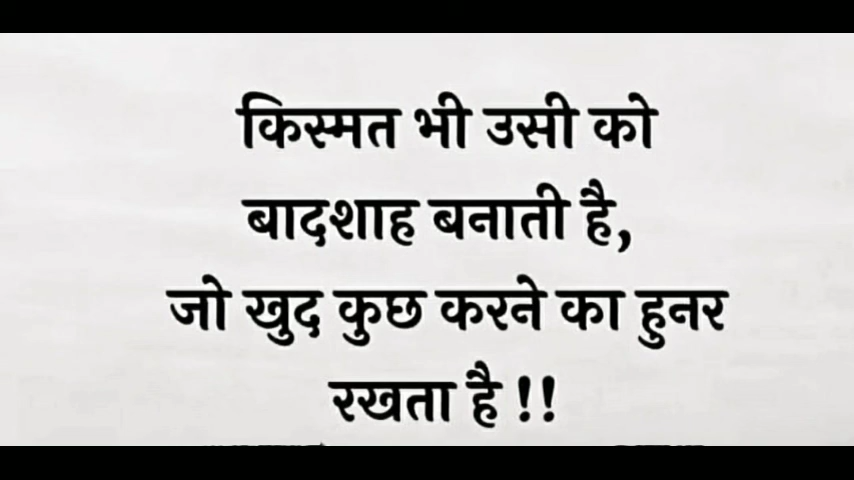 किस्मत भी उसी को
बादशाह बनाती है,
जो खुद कुछ करने का हुनर
रखता है !!